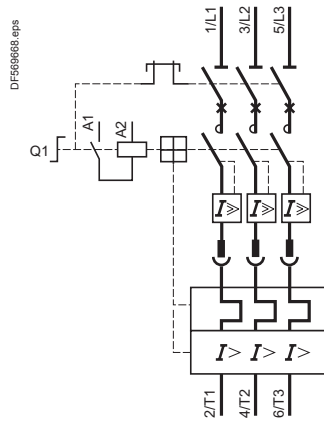 DF569668.eps
1/L1
3/L2
5/L3
A1
A2
Q1
I>> I>> I>>
I> I> I>
2/T1
4/T2
6/T3